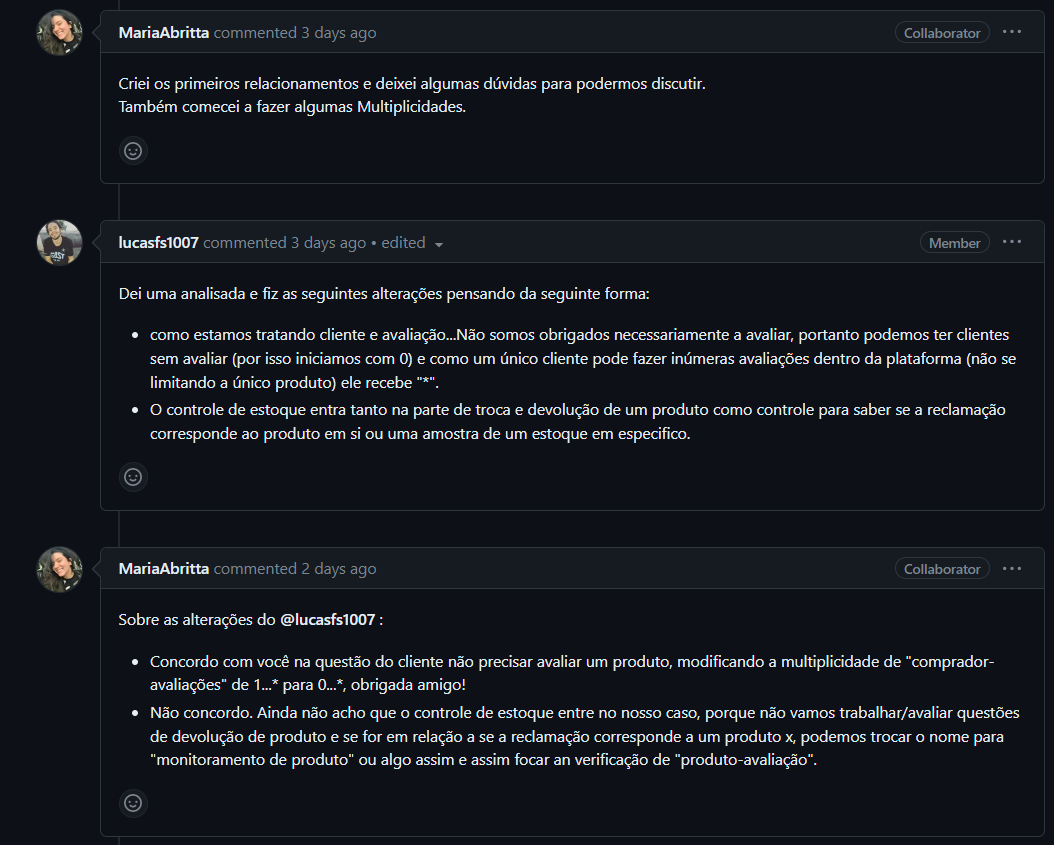 MariaAbritta commented 3 days ago
Collaborator
Criei os primeiros relacionamentos e deixei algumas dúvidas para podermos discutir.
Também comecei a fazer algumas Multiplicidades.
lucasfs1007 commented 3 days ago • edited
Member
Dei uma analisada e fiz as seguintes alterações pensando da seguinte forma:
• como estamos tratando cliente e avaliação...Não somos obrigados necessariamente a avaliar, portanto podemos ter clientes
sem avaliar (por isso iniciamos com 0) e como um único cliente pode fazer inúmeras avaliações dentro da plataforma (não se
limitando a único produto) ele recebe "*".
• O controle de estoque entra tanto na parte de troca e devolução de um produto como controle para saber se a reclamação
corresponde ao produto em si ou uma amostra de um estoque em especifico.
MariaAbritta commented 2 days ago
Collaborator
Sobre as alterações do @lucasfs1007 :
• Concordo com você na questão do cliente não precisar avaliar um produto, modificando a multiplicidade de "comprador-
avaliações" de 1...* para 0...*, obrigada amigo!
• Não concordo. Ainda não acho que o controle de estoque entre no nosso caso, porque não vamos trabalhar/avaliar questões
de devolução de produto e se for em relação a se a reclamação corresponde a um produto x, podemos trocar o nome para
"monitoramento de produto" ou algo assim e assim focar an verificação de "produto-avaliação".